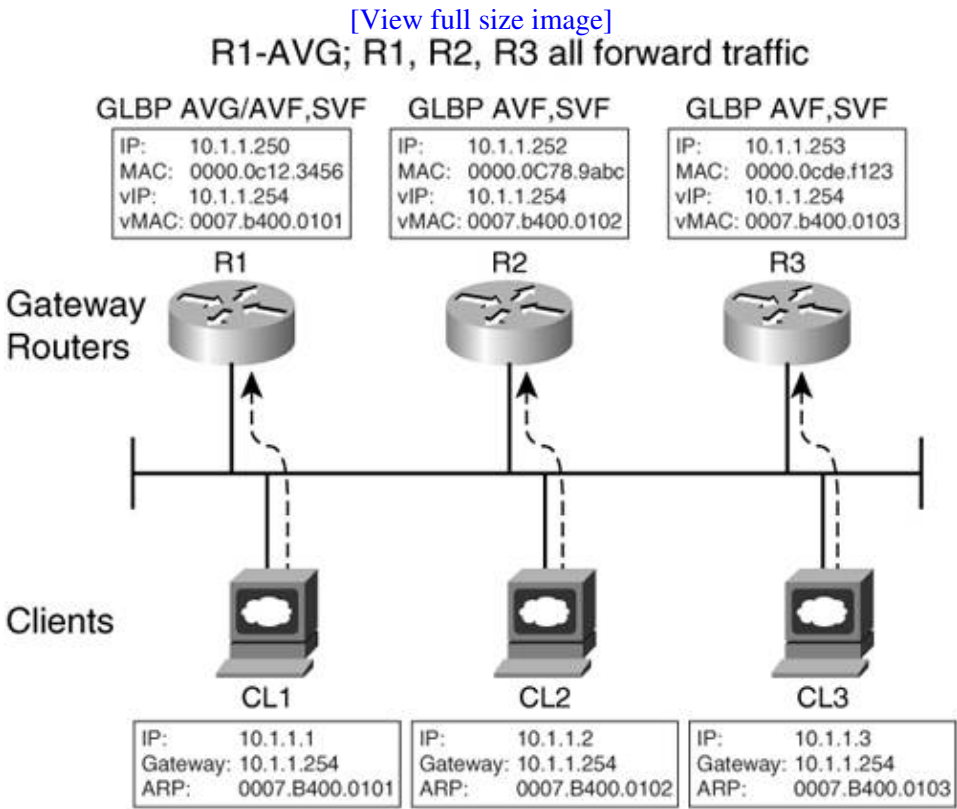 [View full size image]
R1-AVG; R1, R2, R3 all forward traffic
GLBP AVG/AVF,SVF
IP: 10.1.1.250
MAC: 0000.0c12.3456
vIP: 10.1.1.254
vMAC: 0007.b400.0101
GLBP AVF,SVF
IP: 10.1.1.252
MAC: 0000.0C78.9abc
vIP: 10.1.1.254
vMAC: 0007.b400.0102
GLBP AVF,SVF
IP: 10.1.1.253
MAC: 0000.0cde.f123
vIP: 10.1.1.254
vMAC: 0007.b400.0103
R1
R2
R3
Gateway
Routers
Clients
CL1
CL2
CL3
IP: 10.1.1.1
Gateway: 10.1.1.254
ARP: 0007.B400.0101
IP: 10.1.1.2
Gateway: 10.1.1.254
ARP: 0007.B400.0102
IP: 10.1.1.3
Gateway: 10.1.1.254
ARP: 0007.B400.0103